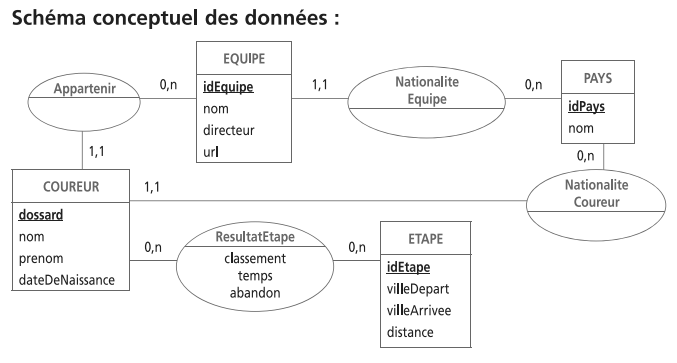 Schéma conceptuel des données :
Appartenir
0,n
EQUIPE
idEquipe
nom
directeur
url
1,1
Nationalite
Equipe
0,n
PAYS
idPays
nom
1,1
0,n
COUREUR
dossard
nom
prenom
dateDeNaissance
1,1
Nationalite
Coureur
0,n
ResultatEtape
classement
temps
abandon
0,n
ETAPE
idEtape
villeDepart
villeArrivee
distance